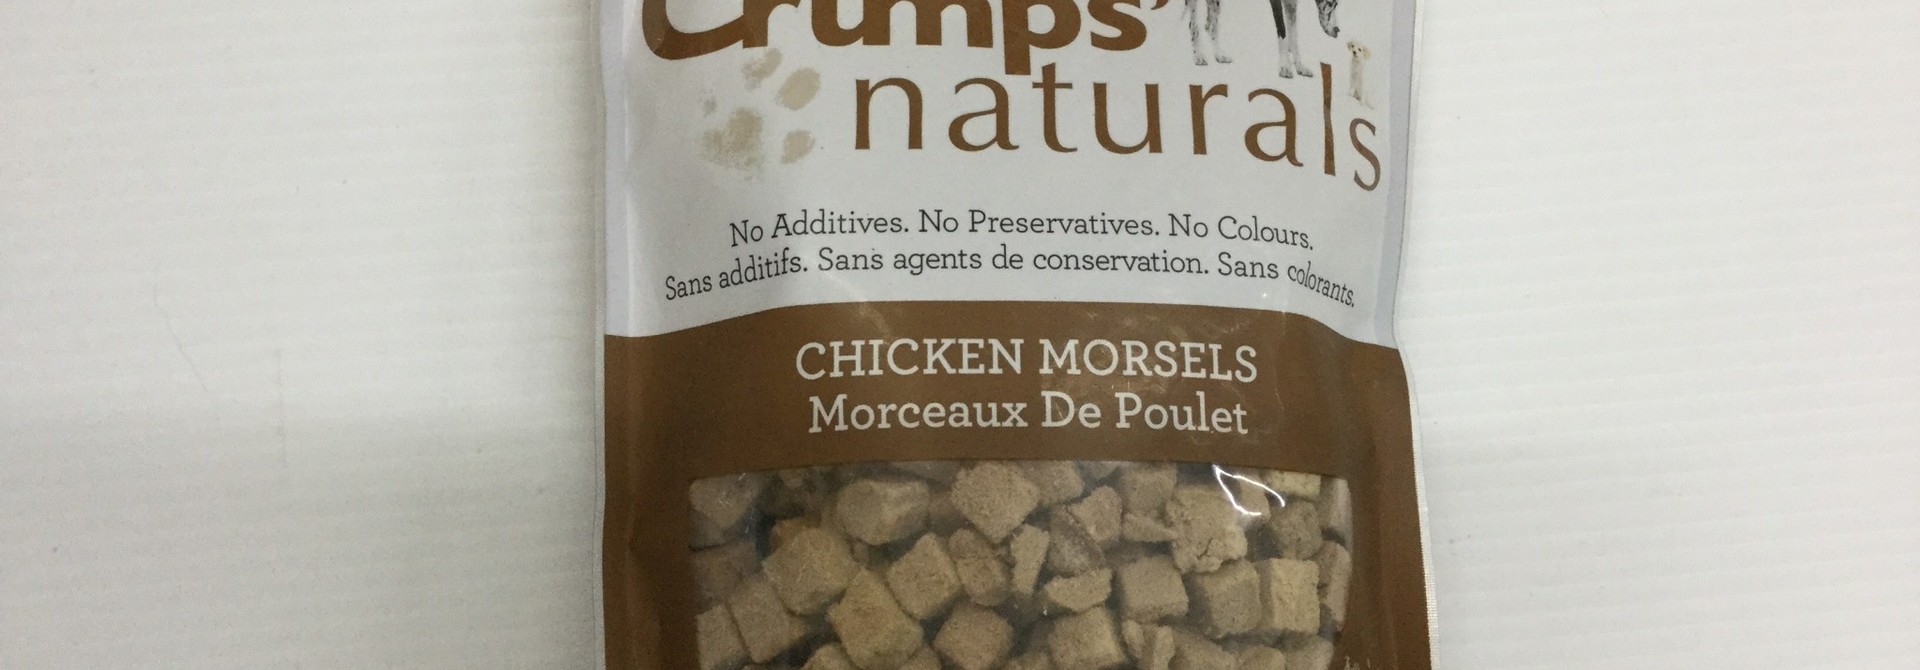 Crumps'
naturals
No Additives. No Preservatives. No Colours.
Sans additifs. Sans agents de conservation. Sans colorants.
CHICKEN MORSELS
Morceaux De Poulet